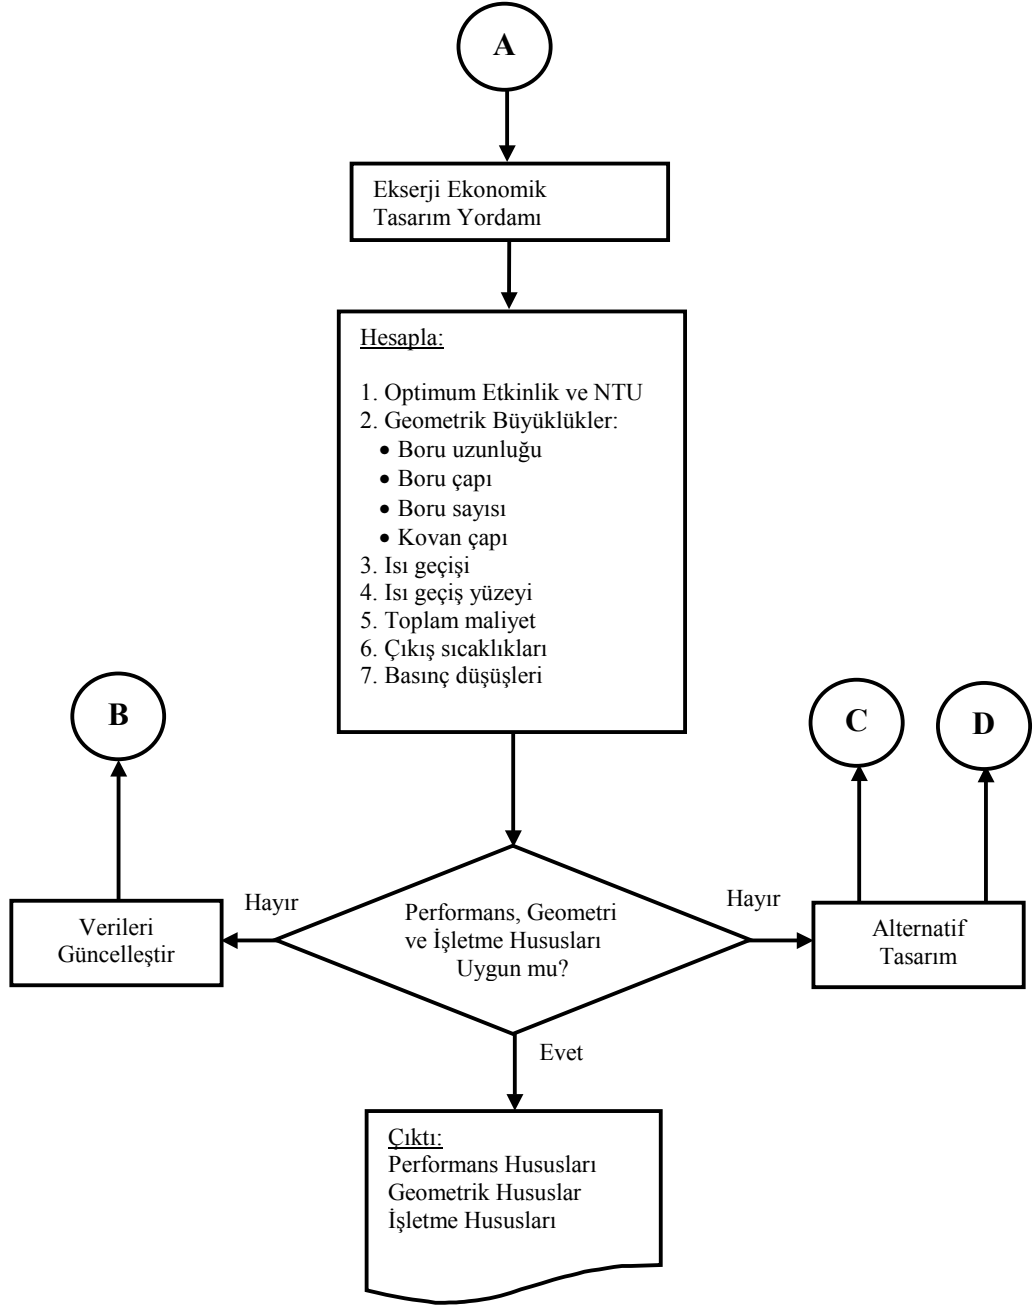 A
Ekserji Ekonomik
Tasarım Yordamı
Hesapla:
1. Optimum Etkinlik ve NTU
2. Geometrik Büyüklükler:
• Boru uzunluğu
• Boru çapı
• Boru sayısı
• Kovan çapı
3. Isı geçişi
4. Isı geçiş yüzeyi
5. Toplam maliyet
6. Çıkış sıcaklıkları
7. Basınç düşüşleri
B
C
D
Hayır
Hayır
Verileri
Güncelleştir
Performans, Geometri
ve İşletme Hususları
Uygun mu?
Alternatif
Tasarım
Evet
Çıktı:
Performans Hususları
Geometrik Hususlar
İşletme Hususları